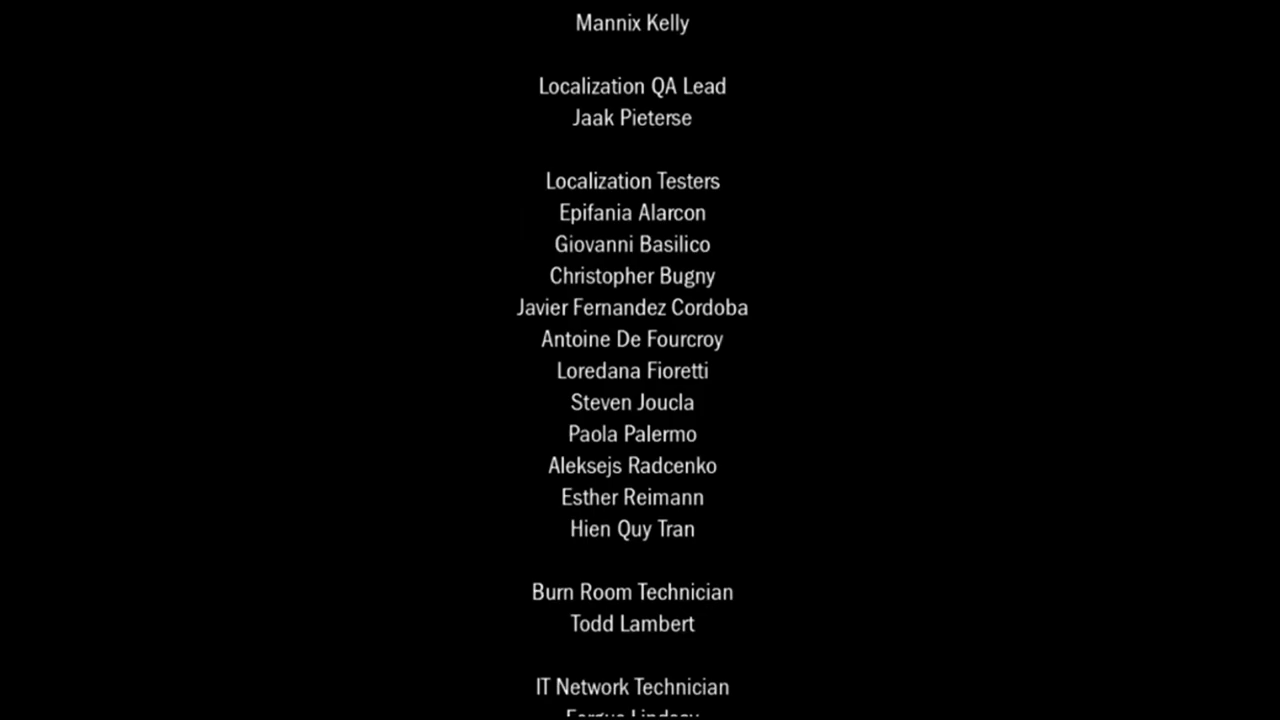 Mannix Kelly
Localization QA Lead
Jaak Pieterse
Localization Testers
Epifania Alarcon
Giovanni Basilico
Christopher Bugny
Javier Fernandez Cordoba
Antoine De Fourcroy
Loredana Fioretti
Steven Joucla
Paola Palermo
Aleksejs Radcenko
Esther Reimann
Hien Quy Tran
Burn Room Technician
Todd Lambert
IT Network Technician